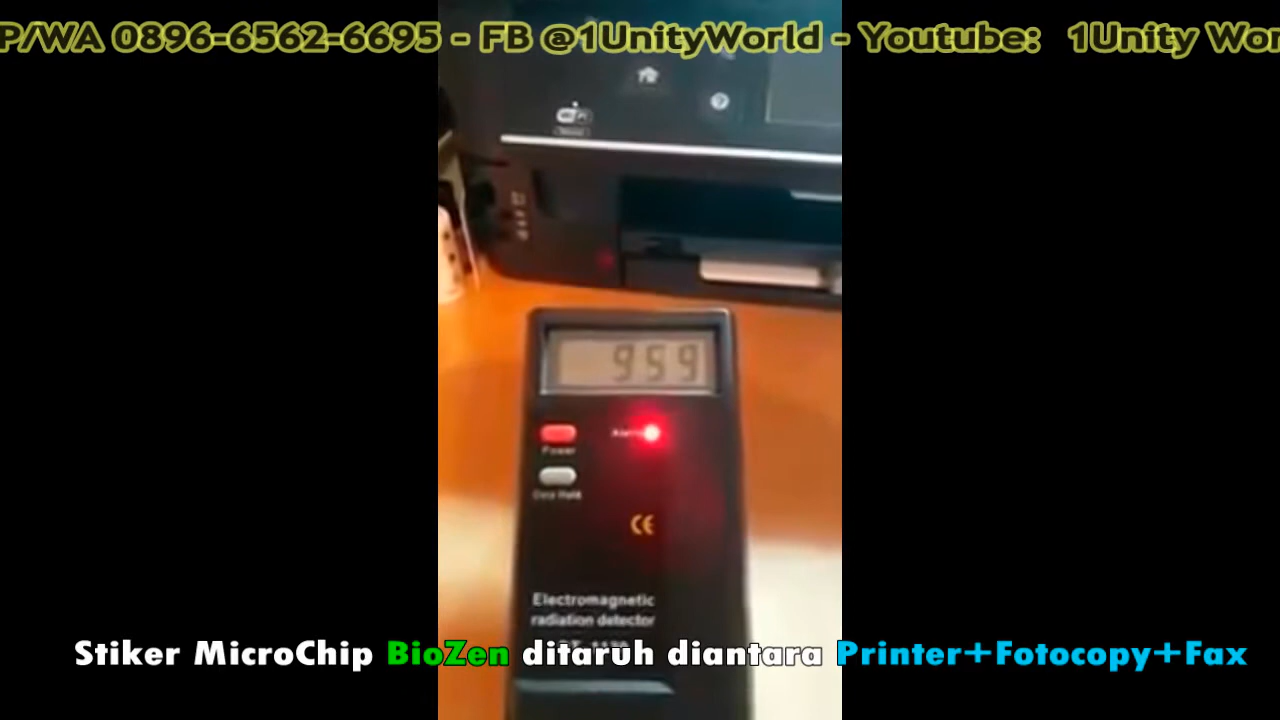 P/WA 0896-6562-6695 - FB @1UnityWorld - Youtube: 1Unity Wor
959
Power
Data Hold
CE
Electromagnetic
radiation detector
Stiker MicroChip BioZen ditaruh diantara Printer+Fotocopy+Fax